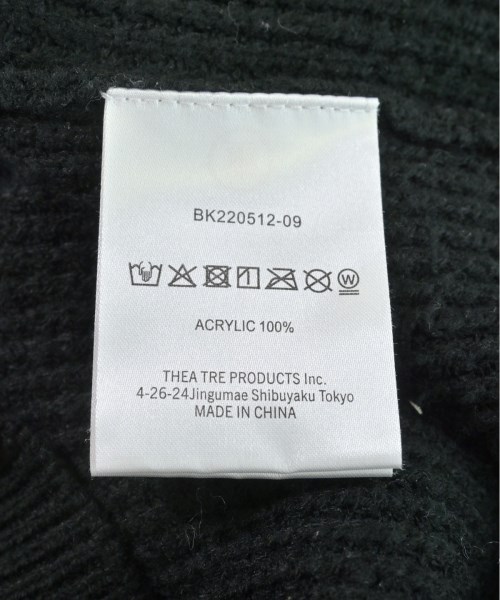 BK220512-09
W
ACRYLIC 100%
THEA TRE PRODUCTS Inc.
4-26-24Jingumae Shibuyaku Tokyo
MADE IN CHINA